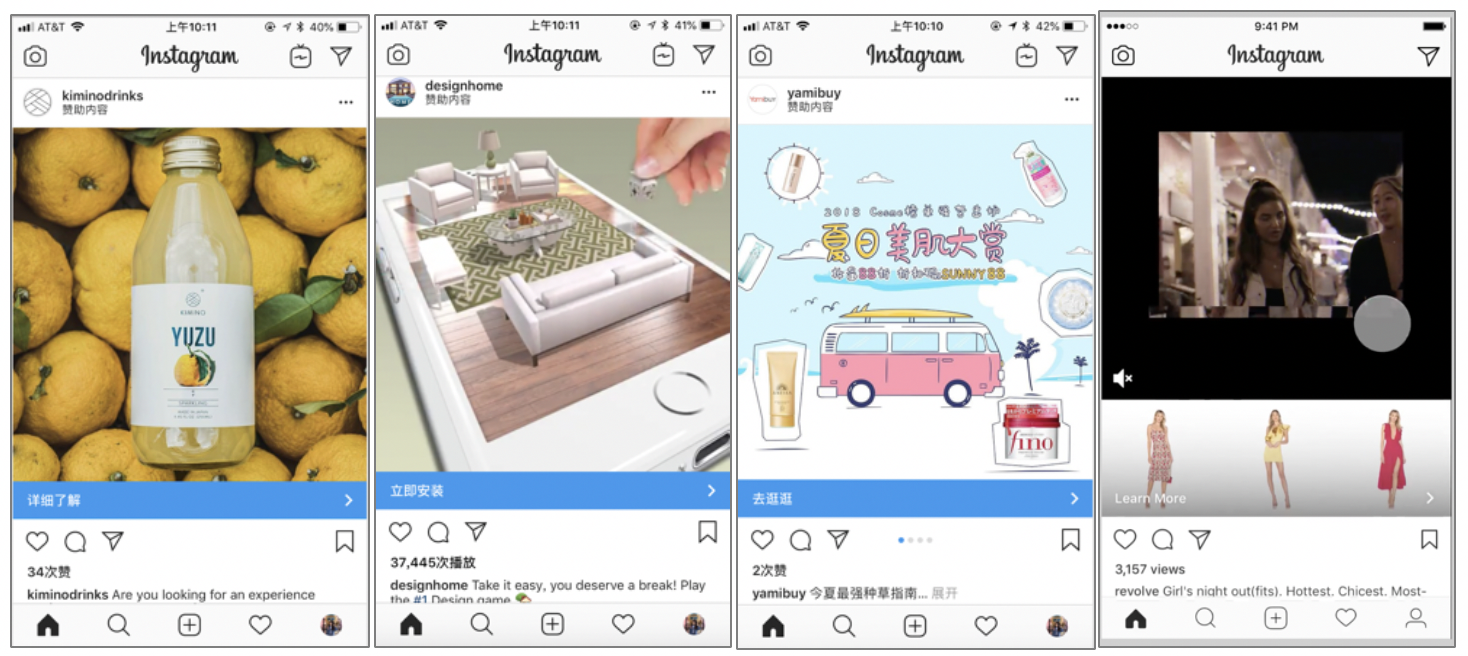 AT&T 上午10:11 40%
Instagram
kiminodrinks
赞助内容
KIMINO
YUZU
SPARKLING
详细了解
34次赞
kiminodrinks Are you looking for an experience
AT&T 上午10:11 41%
Instagram
designhome
赞助内容
立即安装
37,445次播放
designhome Take it easy, you deserve a break! Play
the #1 Design game
AT&T 上午10:10 42%
Instagram
yamibuy
赞助内容
Yamibuy
2018 Cosme
夏日美肌大赏
SUNNY88
fino
去逛逛
2次赞
yamibuy 今夏最强种草指南... 展开
9:41 PM
Instagram
Learn More
3,157 views
revolve Girl's night out(fits). Hottest. Chicest. Most-